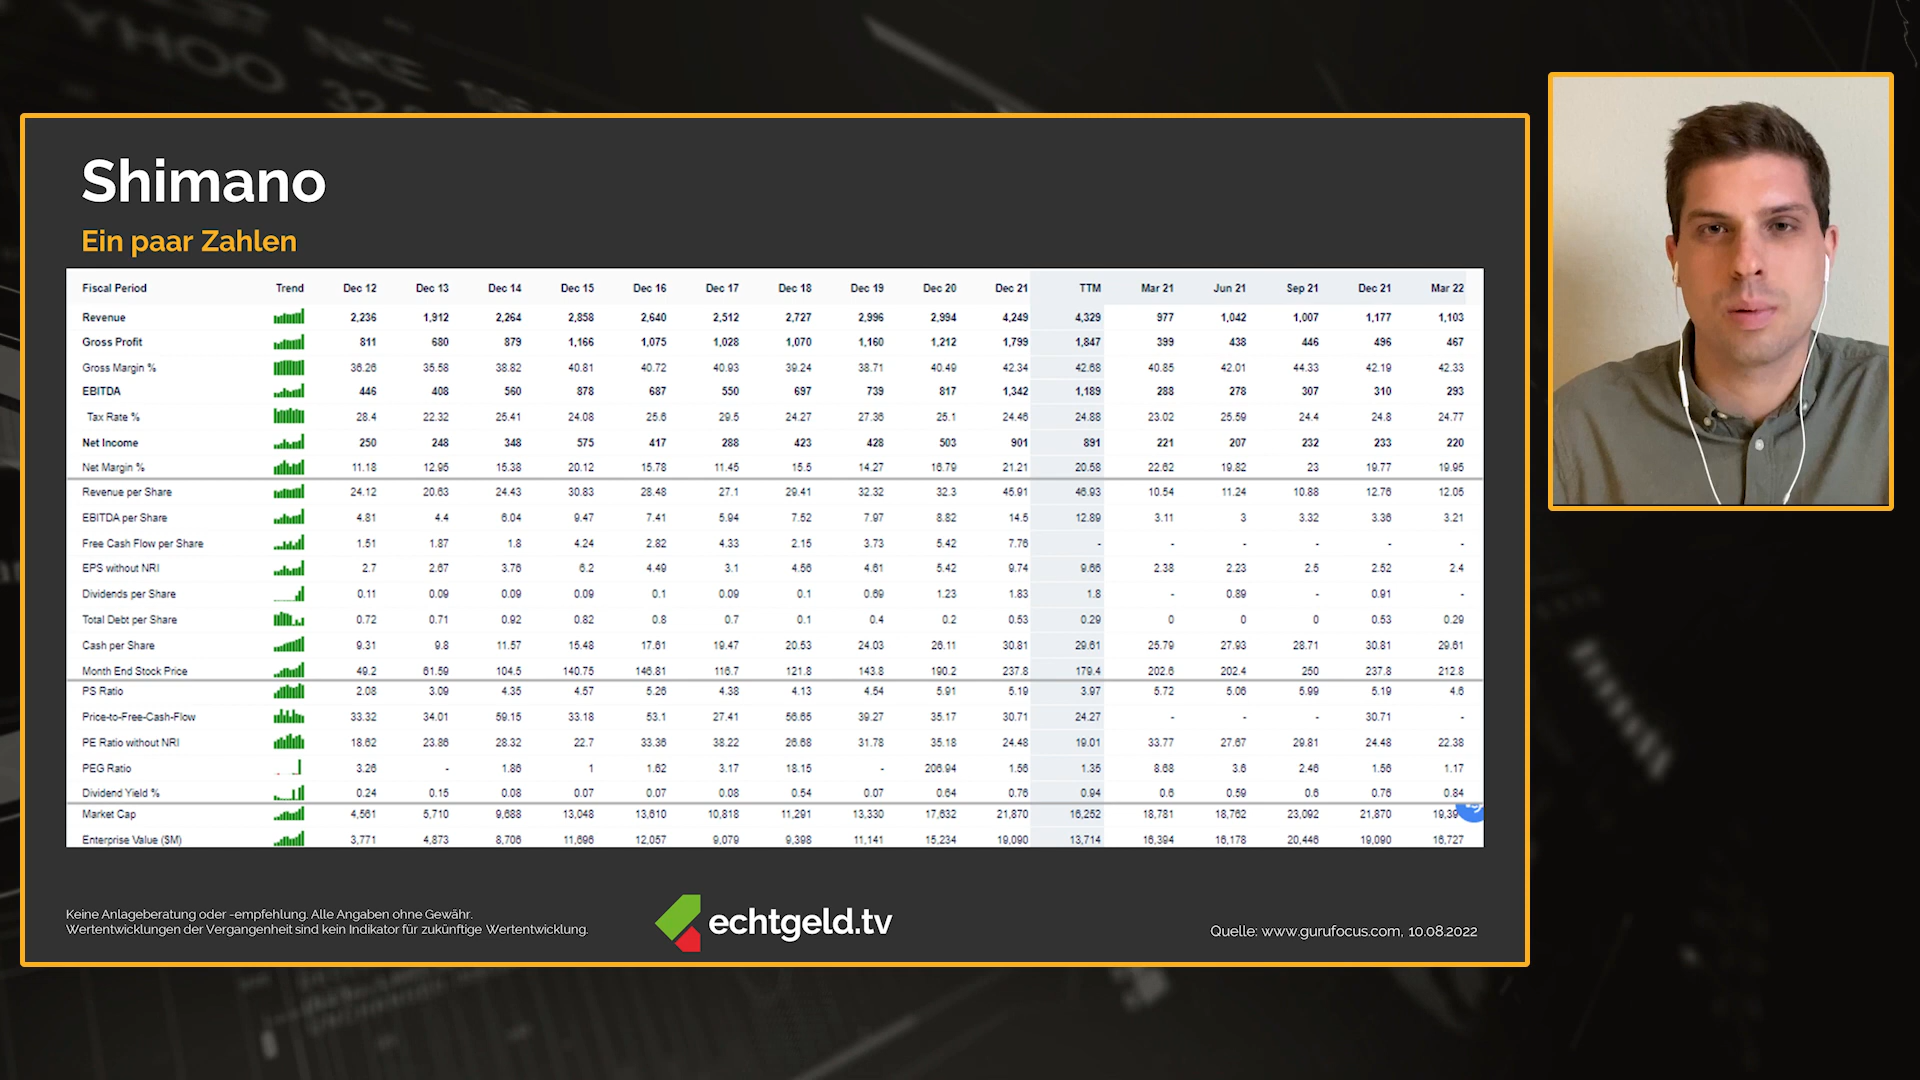 YHOO
NKE
32
Shimano
Ein paar Zahlen
Fiscal Period Trend Dec 12 Dec 13 Dec 14 Dec 15 Dec 16 Dec 17 Dec 18 Dec 19 Dec 20 Dec 21 TTM Mar 21 Jun 21 Sep 21 Dec 21 Mar 22
Revenue 2,236 1,912 2,264 2,858 2,640 2,512 2,727 2,996 2,994 4,249 4,329 977 1,042 1,007 1,177 1,103
Gross Profit 811 680 879 1,166 1,075 1,028 1,070 1,160 1,212 1,799 1,847 399 438 446 496 467
Gross Margin % 36.26 35.58 38.82 40.81 40.72 40.93 39.24 38.71 40.49 42.34 42.68 40.85 42.01 44.33 42.19 42.33
EBITDA 446 408 560 878 687 550 697 739 817 1,342 1,189 288 278 307 310 293
Tax Rate % 28.4 22.32 25.41 24.08 25.6 29.5 24.27 27.36 25.1 24.46 24.88 23.02 25.59 24.4 24.8 24.77
Net Income 250 248 348 575 417 288 423 428 503 901 891 221 207 232 233 220
Net Margin % 11.18 12.95 15.38 20.12 15.78 11.45 15.5 14.27 16.79 21.21 20.58 22.62 19.82 23 19.77 19.95
Revenue per Share 24.12 20.63 24.43 30.83 28.48 27.1 29.41 32.32 32.3 45.91 46.93 10.54 11.24 10.88 12.76 12.05
EBITDA per Share 4.81 4.4 6.04 9.47 7.41 5.94 7.52 7.97 8.82 14.5 12.89 3.11 3 3.32 3.36 3.21
Free Cash Flow per Share 1.51 1.87 1.8 4.24 2.82 4.33 2.15 3.73 5.42 7.76 - - - - - -
EPS without NRI 2.7 2.67 3.76 6.2 4.49 3.1 4.56 4.61 5.42 9.74 9.66 2.38 2.23 2.5 2.52 2.4
Dividends per Share 0.11 0.09 0.09 0.09 0.1 0.09 0.1 0.69 1.23 1.83 1.8 - 0.89 - 0.91 -
Total Debt per Share 0.72 0.71 0.92 0.82 0.8 0.7 0.1 0.4 0.2 0.53 0.29 0 0 0 0.53 0.29
Cash per Share 9.31 9.8 11.57 15.48 17.61 19.47 20.53 24.03 26.11 30.81 29.61 25.79 27.93 28.71 30.81 29.61
Month End Stock Price 49.2 61.59 104.5 140.75 146.81 116.7 121.8 143.8 190.2 237.8 179.4 202.6 202.4 250 237.8 212.8
PS Ratio 2.08 3.09 4.35 4.57 5.26 4.38 4.13 4.54 5.91 5.19 3.97 5.72 5.06 5.99 5.19 4.6
Price-to-Free-Cash-Flow 33.32 34.01 59.15 33.18 53.1 27.41 56.65 39.27 35.17 30.71 24.27 - - - 30.71 -
PE Ratio without NRI 18.62 23.86 28.32 22.7 33.36 38.22 26.68 31.78 35.18 24.48 19.01 33.77 27.67 29.81 24.48 22.38
PEG Ratio 3.26 - 1.86 1 1.62 3.17 18.15 - 206.94 1.56 1.35 8.68 3.6 2.46 1.56 1.17
Dividend Yield % 0.24 0.15 0.08 0.07 0.07 0.08 0.54 0.07 0.64 0.76 0.94 0.6 0.59 0.6 0.76 0.84
Market Cap 4,561 5,710 9,688 13,048 13,610 10,818 11,291 13,330 17,632 21,870 16,252 18,781 18,762 23,092 21,870 19,39
Enterprise Value ($M) 3,771 4,873 8,706 11,696 12,057 9,079 9,398 11,141 15,234 19,090 13,714 16,394 16,178 20,446 19,090 16,727
Keine Anlageberatung oder -empfehlung. Alle Angaben ohne Gewähr.
Wertentwicklungen der Vergangenheit sind kein Indikator für zukünftige Wertentwicklung.
echtgeld.tv
Quelle: www.gurufocus.com, 10.08.2022